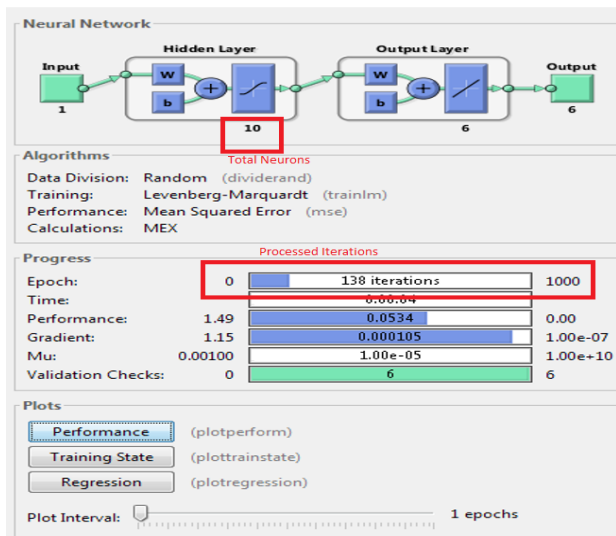 Neural Network
Hidden Layer
Output Layer
Input
Output
W
W
b
b
1
10
6
6
Total Neurons
Algorithms
Data Division: Random (dividerand)
Training: Levenberg-Marquardt (trainlm)
Performance: Mean Squared Error (mse)
Calculations: MEX
Processed Iterations
Progress
Epoch: 0 138 iterations 1000
Time:
Performance: 1.49 0.0534 0.00
Gradient: 1.15 0.000105 1.00e-07
Mu: 0.00100 1.00e-05 1.00e+10
Validation Checks: 0 6 6
Plots
Performance (plotperform)
Training State (plottrainstate)
Regression (plotregression)
Plot Interval: 1 epochs